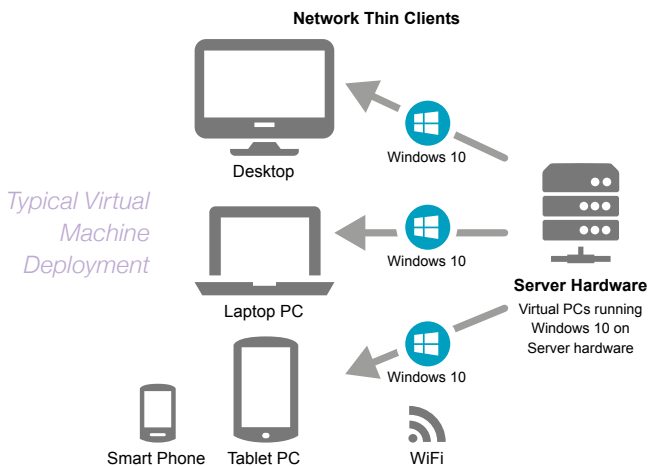 Network Thin Clients
Windows 10
Desktop
Typical Virtual
Machine
Deployment
Windows 10
Laptop PC
Server Hardware
Virtual PCs running
Windows 10 on
Server hardware
Windows 10
Smart Phone
Tablet PC
WiFi